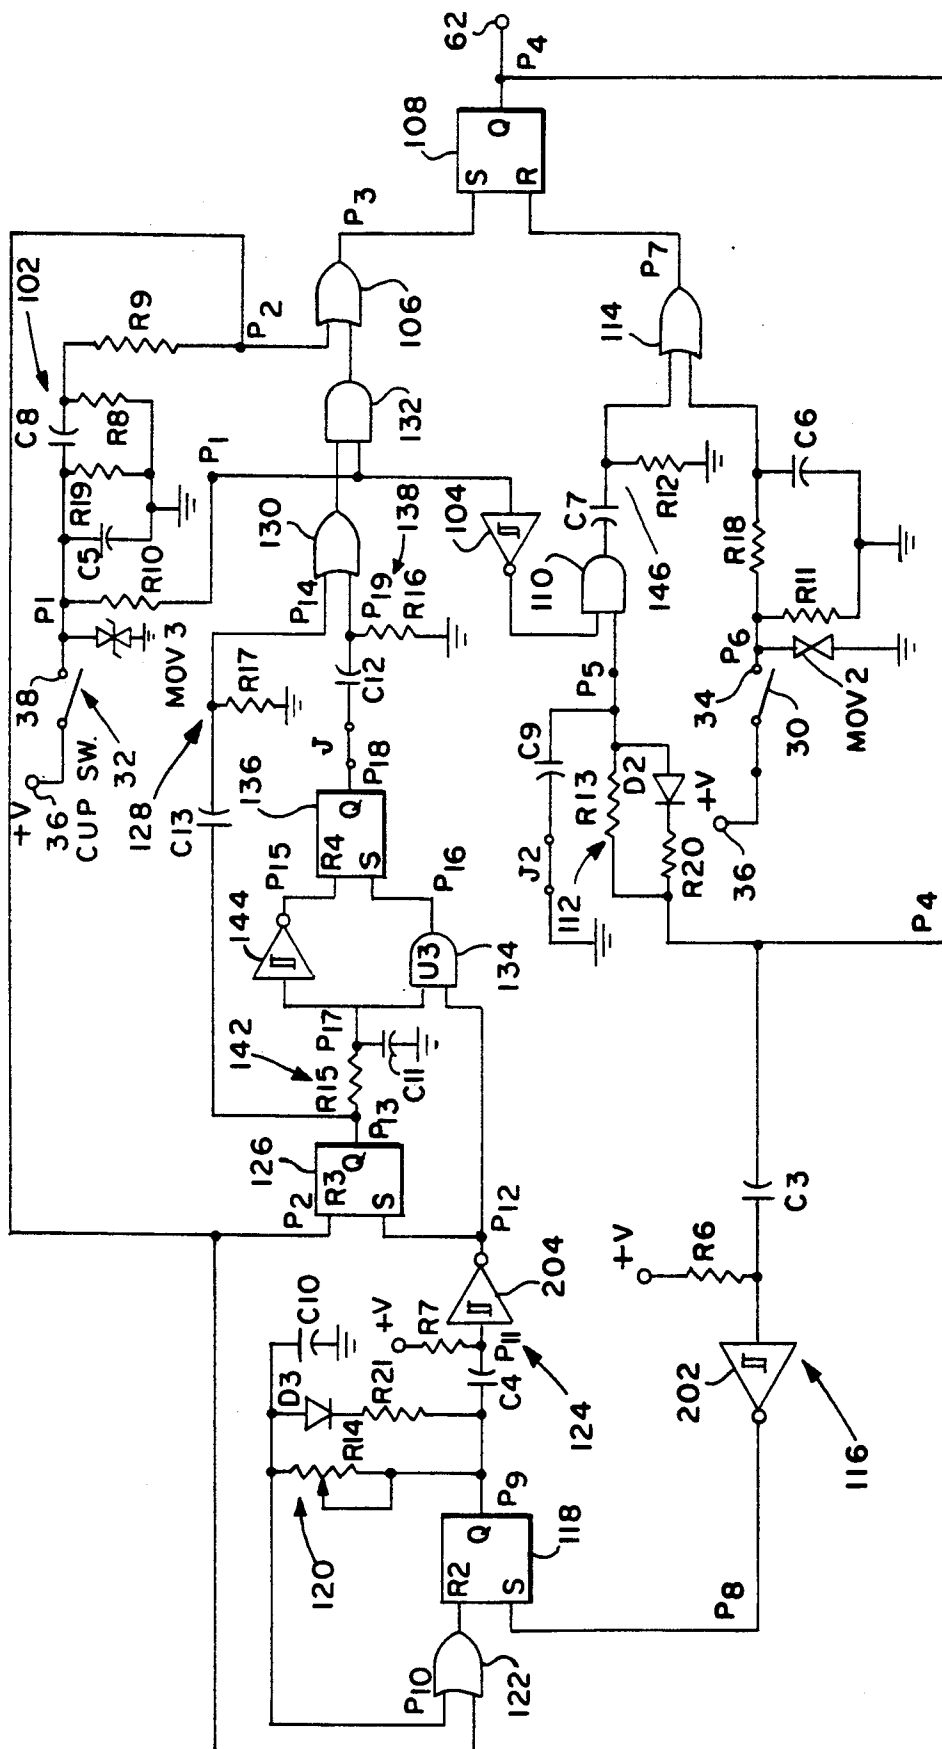 +V
36
CUP SW.
38
32
P1
MOV 3
R10
C5
R19
C8
R8
102
R9
P2
P1
P3
106
108
S
R
Q
62
P4
132
130
P14
P19
138
R16
C12
J
P18
128
C13
R17
136
R4
S
Q
P15
P16
144
U3
134
142
R15
P17
C11
P13
126
P2
R3
S
Q
P12
204
+V
R7
P11
C4
124
C10
D3
R21
R14
120
P9
118
R2
S
Q
P10
122
P8
116
202
R6
+V
C3
P4
104
110
C7
R12
146
114
P7
C9
P5
J2
R13
112
D2
R20
+V
36
30
34
P6
MOV 2
R11
R18
C6